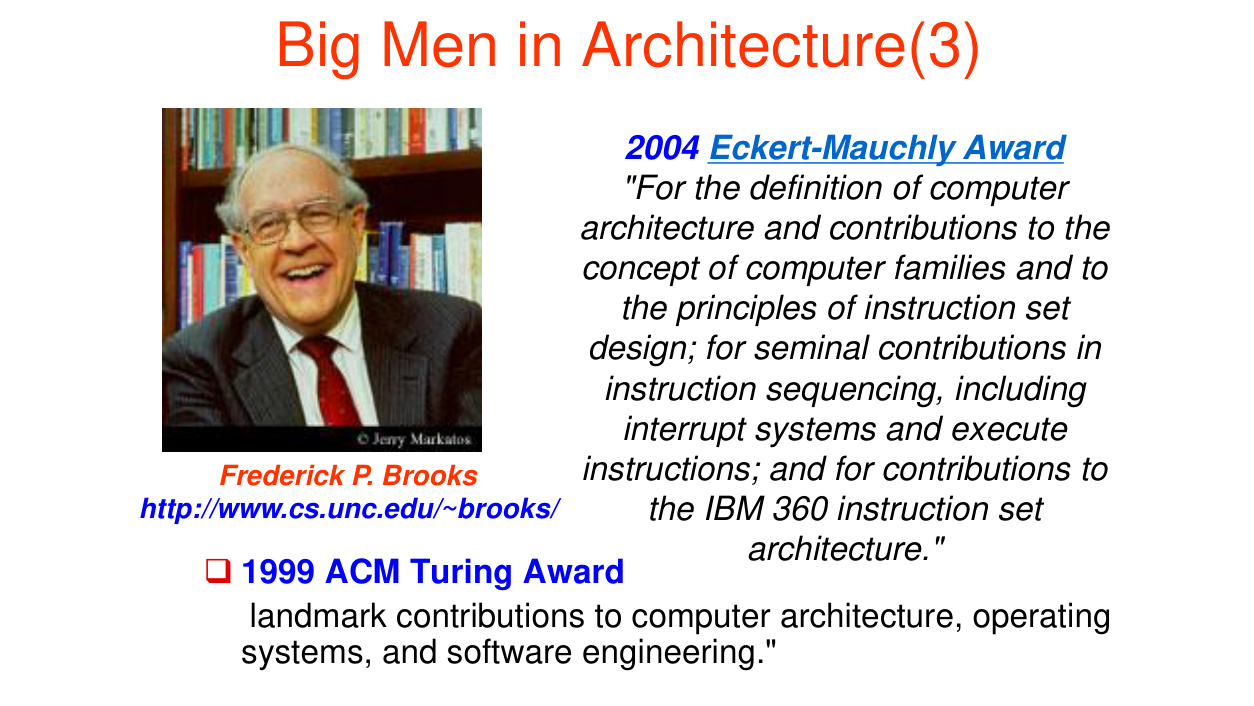 Big Men in Architecture(3)
© Jerry Markatos
Frederick P. Brooks
http://www.cs.unc.edu/~brooks/
2004 Eckert-Mauchly Award
"For the definition of computer
architecture and contributions to the
concept of computer families and to
the principles of instruction set
design; for seminal contributions in
instruction sequencing, including
interrupt systems and execute
instructions; and for contributions to
the IBM 360 instruction set
architecture."
❑ 1999 ACM Turing Award
landmark contributions to computer architecture, operating
systems, and software engineering."